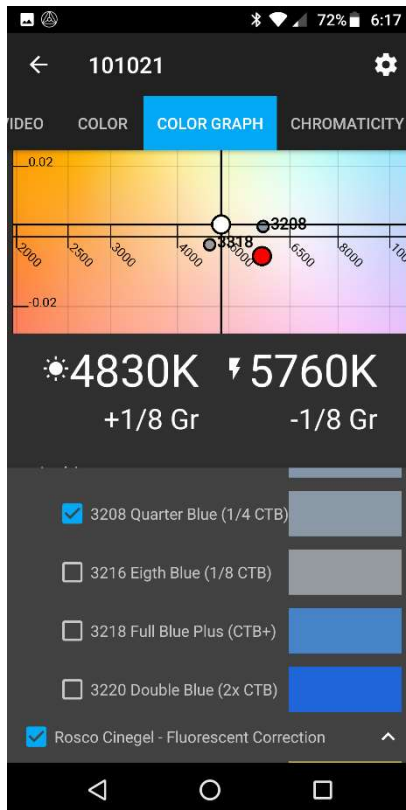 72% 6:17
101021
/IDEO COLOR COLOR GRAPH CHROMATICITY
0.02
3208
3318
2000 2500 3000 4000 5000 6500 8000 100
-0.02
4830K 5760K
+1/8 Gr -1/8 Gr
3208 Quarter Blue (1/4 CTB)
3216 Eigth Blue (1/8 CTB)
3218 Full Blue Plus (CTB+)
3220 Double Blue (2x CTB)
Rosco Cinegel - Fluorescent Correction